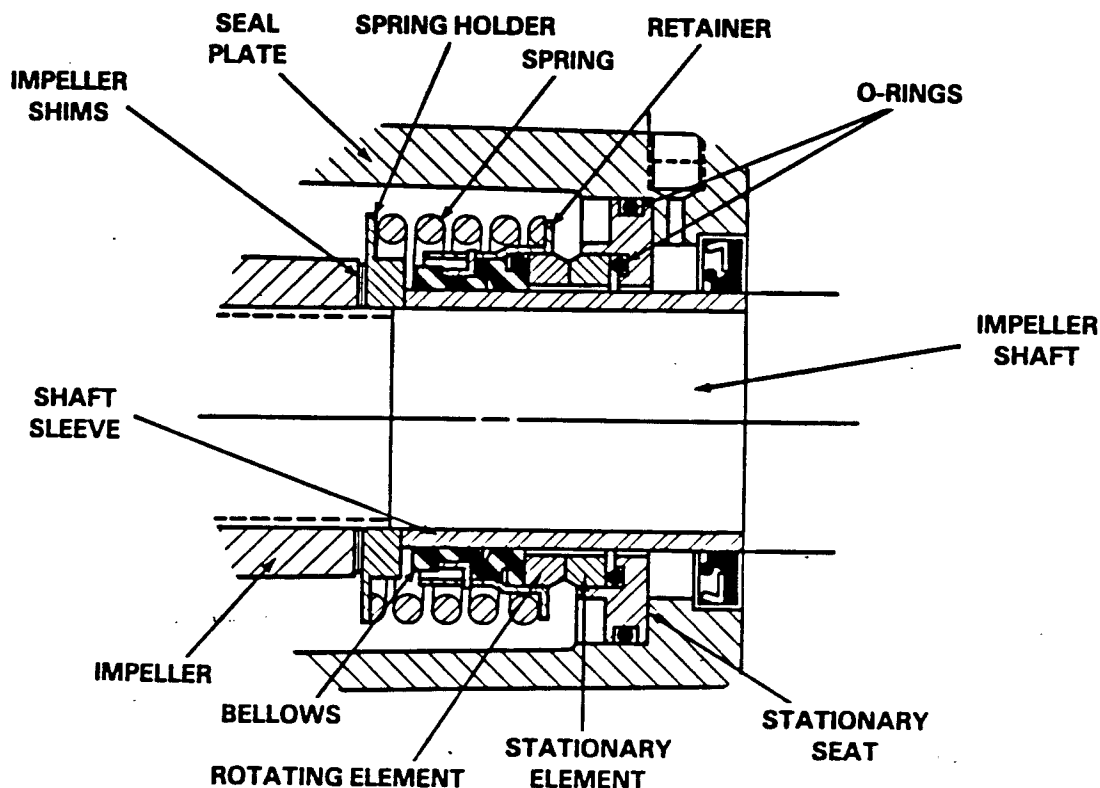 SEAL
PLATE
SPRING HOLDER
SPRING
RETAINER
IMPELLER
SHIMS
O-RINGS
IMPELLER
SHAFT
SHAFT
SLEEVE
IMPELLER
BELLOWS
ROTATING ELEMENT
STATIONARY
ELEMENT
STATIONARY
SEAT